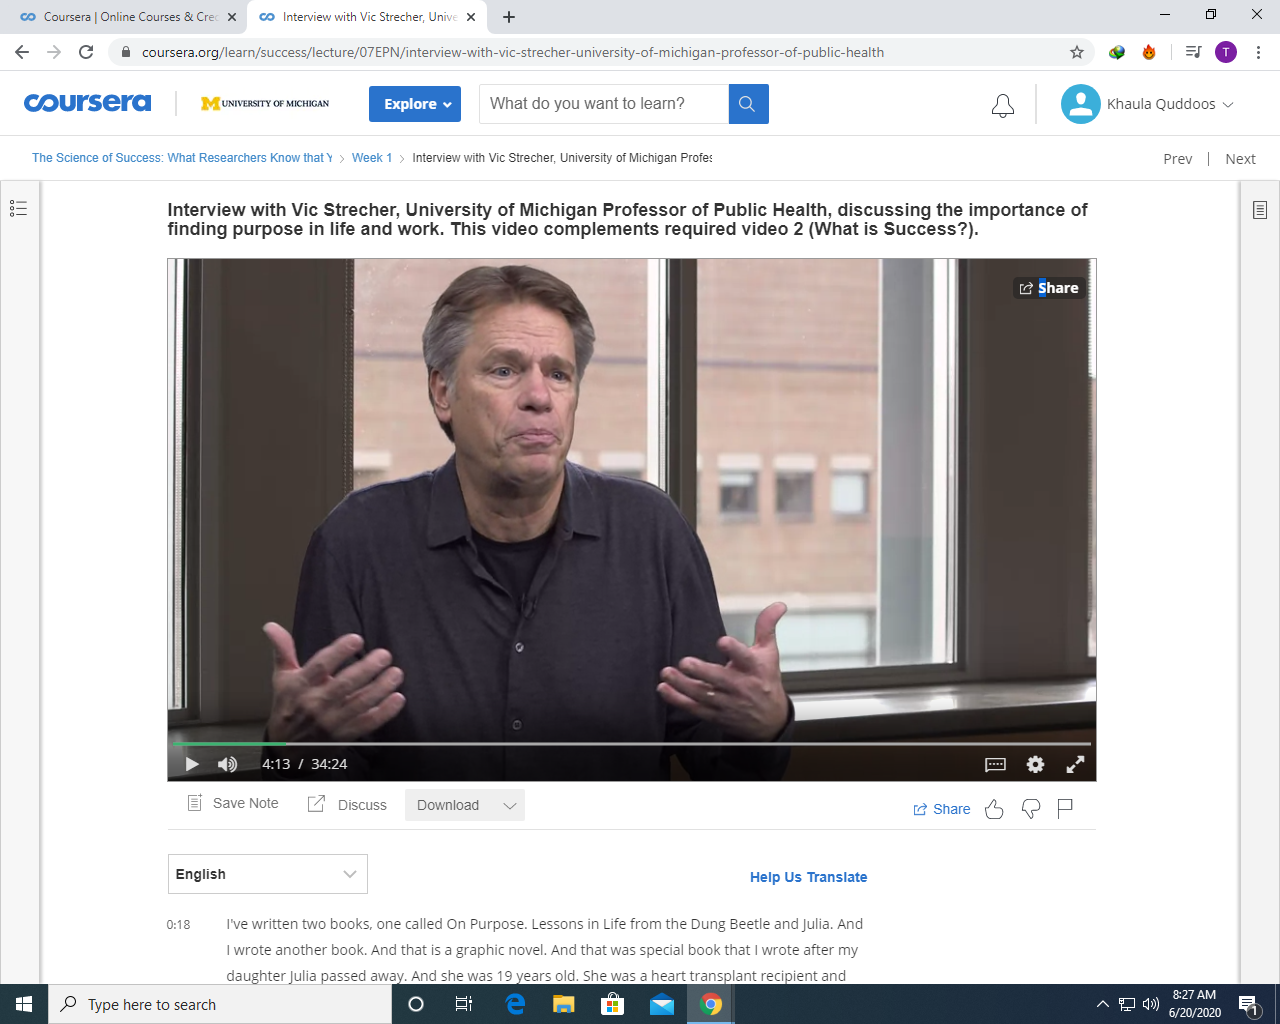 Coursera | Online Courses & Cre
Interview with Vic Strecher, Unive
coursera.org/learn/success/lecture/07EPN/interview-with-vic-strecher-university-of-michigan-professor-of-public-health
T
coursera
M UNIVERSITY OF MICHIGAN
Explore
What do you want to learn?
Khaula Quddoos
The Science of Success: What Researchers Know that Y
Week 1
Interview with Vic Strecher, University of Michigan Profes
Prev | Next
Interview with Vic Strecher, University of Michigan Professor of Public Health, discussing the importance of
finding purpose in life and work. This video complements required video 2 (What is Success?).
Share
4:13 / 34:24
Save Note
Discuss
Download
Share
English
Help Us Translate
0:18
I've written two books, one called On Purpose. Lessons in Life from the Dung Beetle and Julia. And
I wrote another book. And that is a graphic novel. And that was special book that I wrote after my
daughter Julia passed away. And she was 19 years old. She was a heart transplant recipient and
Type here to search
8:27 AM
6/20/2020
1